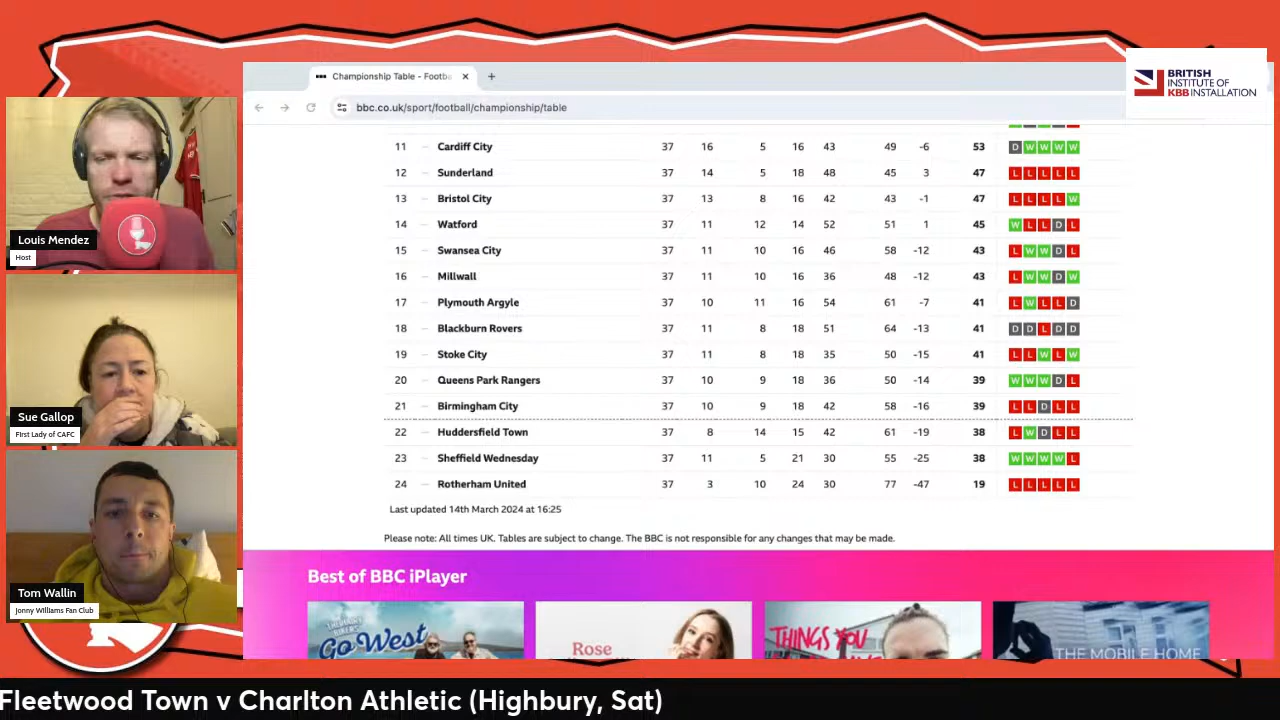 Championship Table - Footba
bbc.co.uk/sport/football/championship/table
BRITISH
INSTITUTE OF
KBB INSTALLATION
11 — Cardiff City 37 16 5 16 43 49 -6 53 D W W W W
12 — Sunderland 37 14 5 18 48 45 3 47 L L L L L
13 — Bristol City 37 13 8 16 42 43 -1 47 L L L L W
14 — Watford 37 11 12 14 52 51 1 45 W L L D L
15 — Swansea City 37 11 10 16 46 58 -12 43 L W W D L
16 — Millwall 37 11 10 16 36 48 -12 43 L W W D W
17 — Plymouth Argyle 37 10 11 16 54 61 -7 41 L W L L D
18 — Blackburn Rovers 37 11 8 18 51 64 -13 41 D D L D D
19 — Stoke City 37 11 8 18 35 50 -15 41 L L W L W
20 — Queens Park Rangers 37 10 9 18 36 50 -14 39 W W W D L
21 — Birmingham City 37 10 9 18 42 58 -16 39 L L D L L
22 — Huddersfield Town 37 8 14 15 42 61 -19 38 L W D L L
23 — Sheffield Wednesday 37 11 5 21 30 55 -25 38 W W W W L
24 — Rotherham United 37 3 10 24 30 77 -47 19 L L L L L
Last updated 14th March 2024 at 16:25
Please note: All times UK. Tables are subject to change. The BBC is not responsible for any changes that may be made.
Best of BBC iPlayer
THE HAIRY
BIKERS
Go West
Rose
THINGS YOU
THE MOBILE HOME
Louis Mendez
Host
Sue Gallop
First Lady of CAFC
Tom Wallin
Jonny Williams Fan Club
Fleetwood Town v Charlton Athletic (Highbury, Sat)